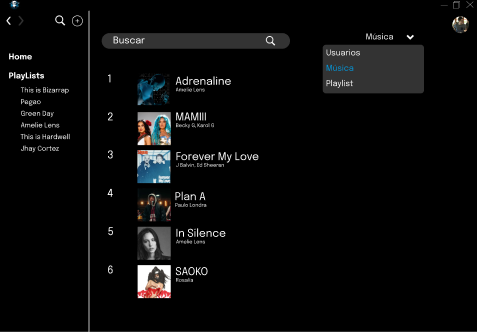 Home
PlayLists
This is Bizarrap
Pegao
Green Day
Amelie Lens
This is Hardwell
Jhay Cortez
Buscar
Música
Usuarios
Música
Playlist
1
Adrenaline
Amelie Lens
2
MAMIII
Becky G, Karol G
3
Forever My Love
J Balvin, Ed Sheeran
4
Plan A
Paulo Londra
5
In Silence
Amelie Lens
6
SAOKO
Rosalia